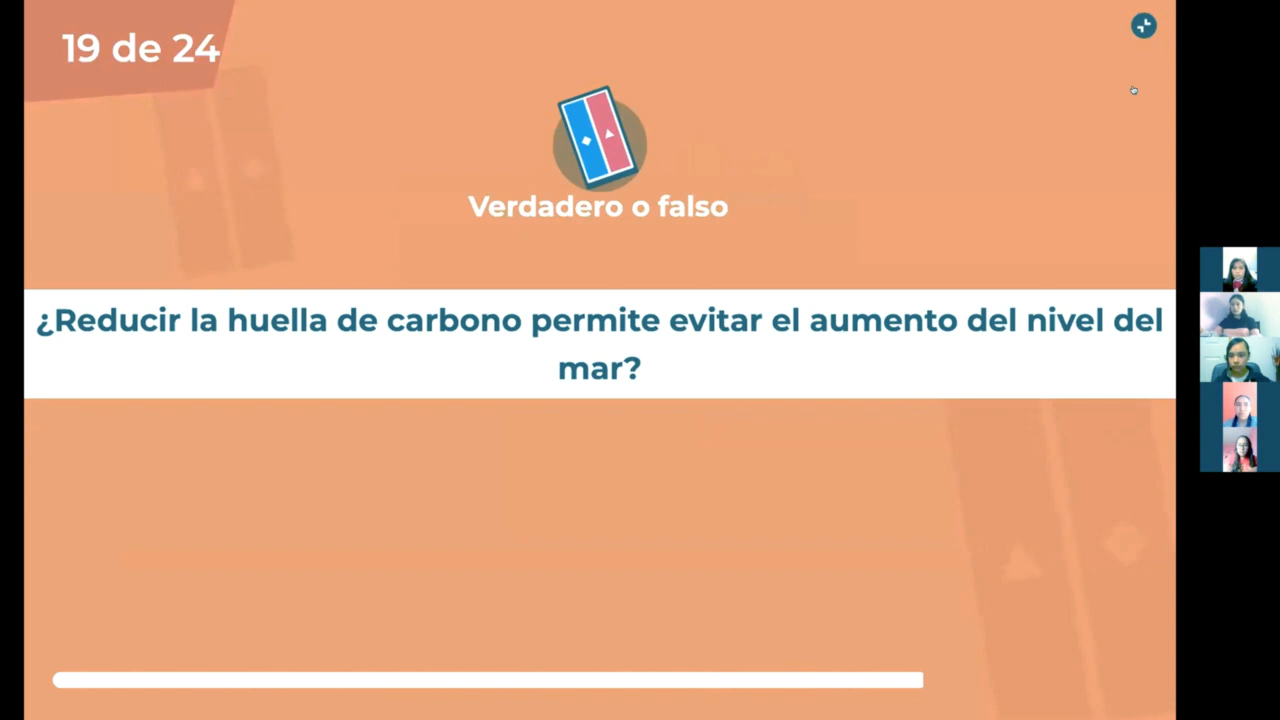 19 de 24
Verdadero o falso
¿Reducir la huella de carbono permite evitar el aumento del nivel del
mar?